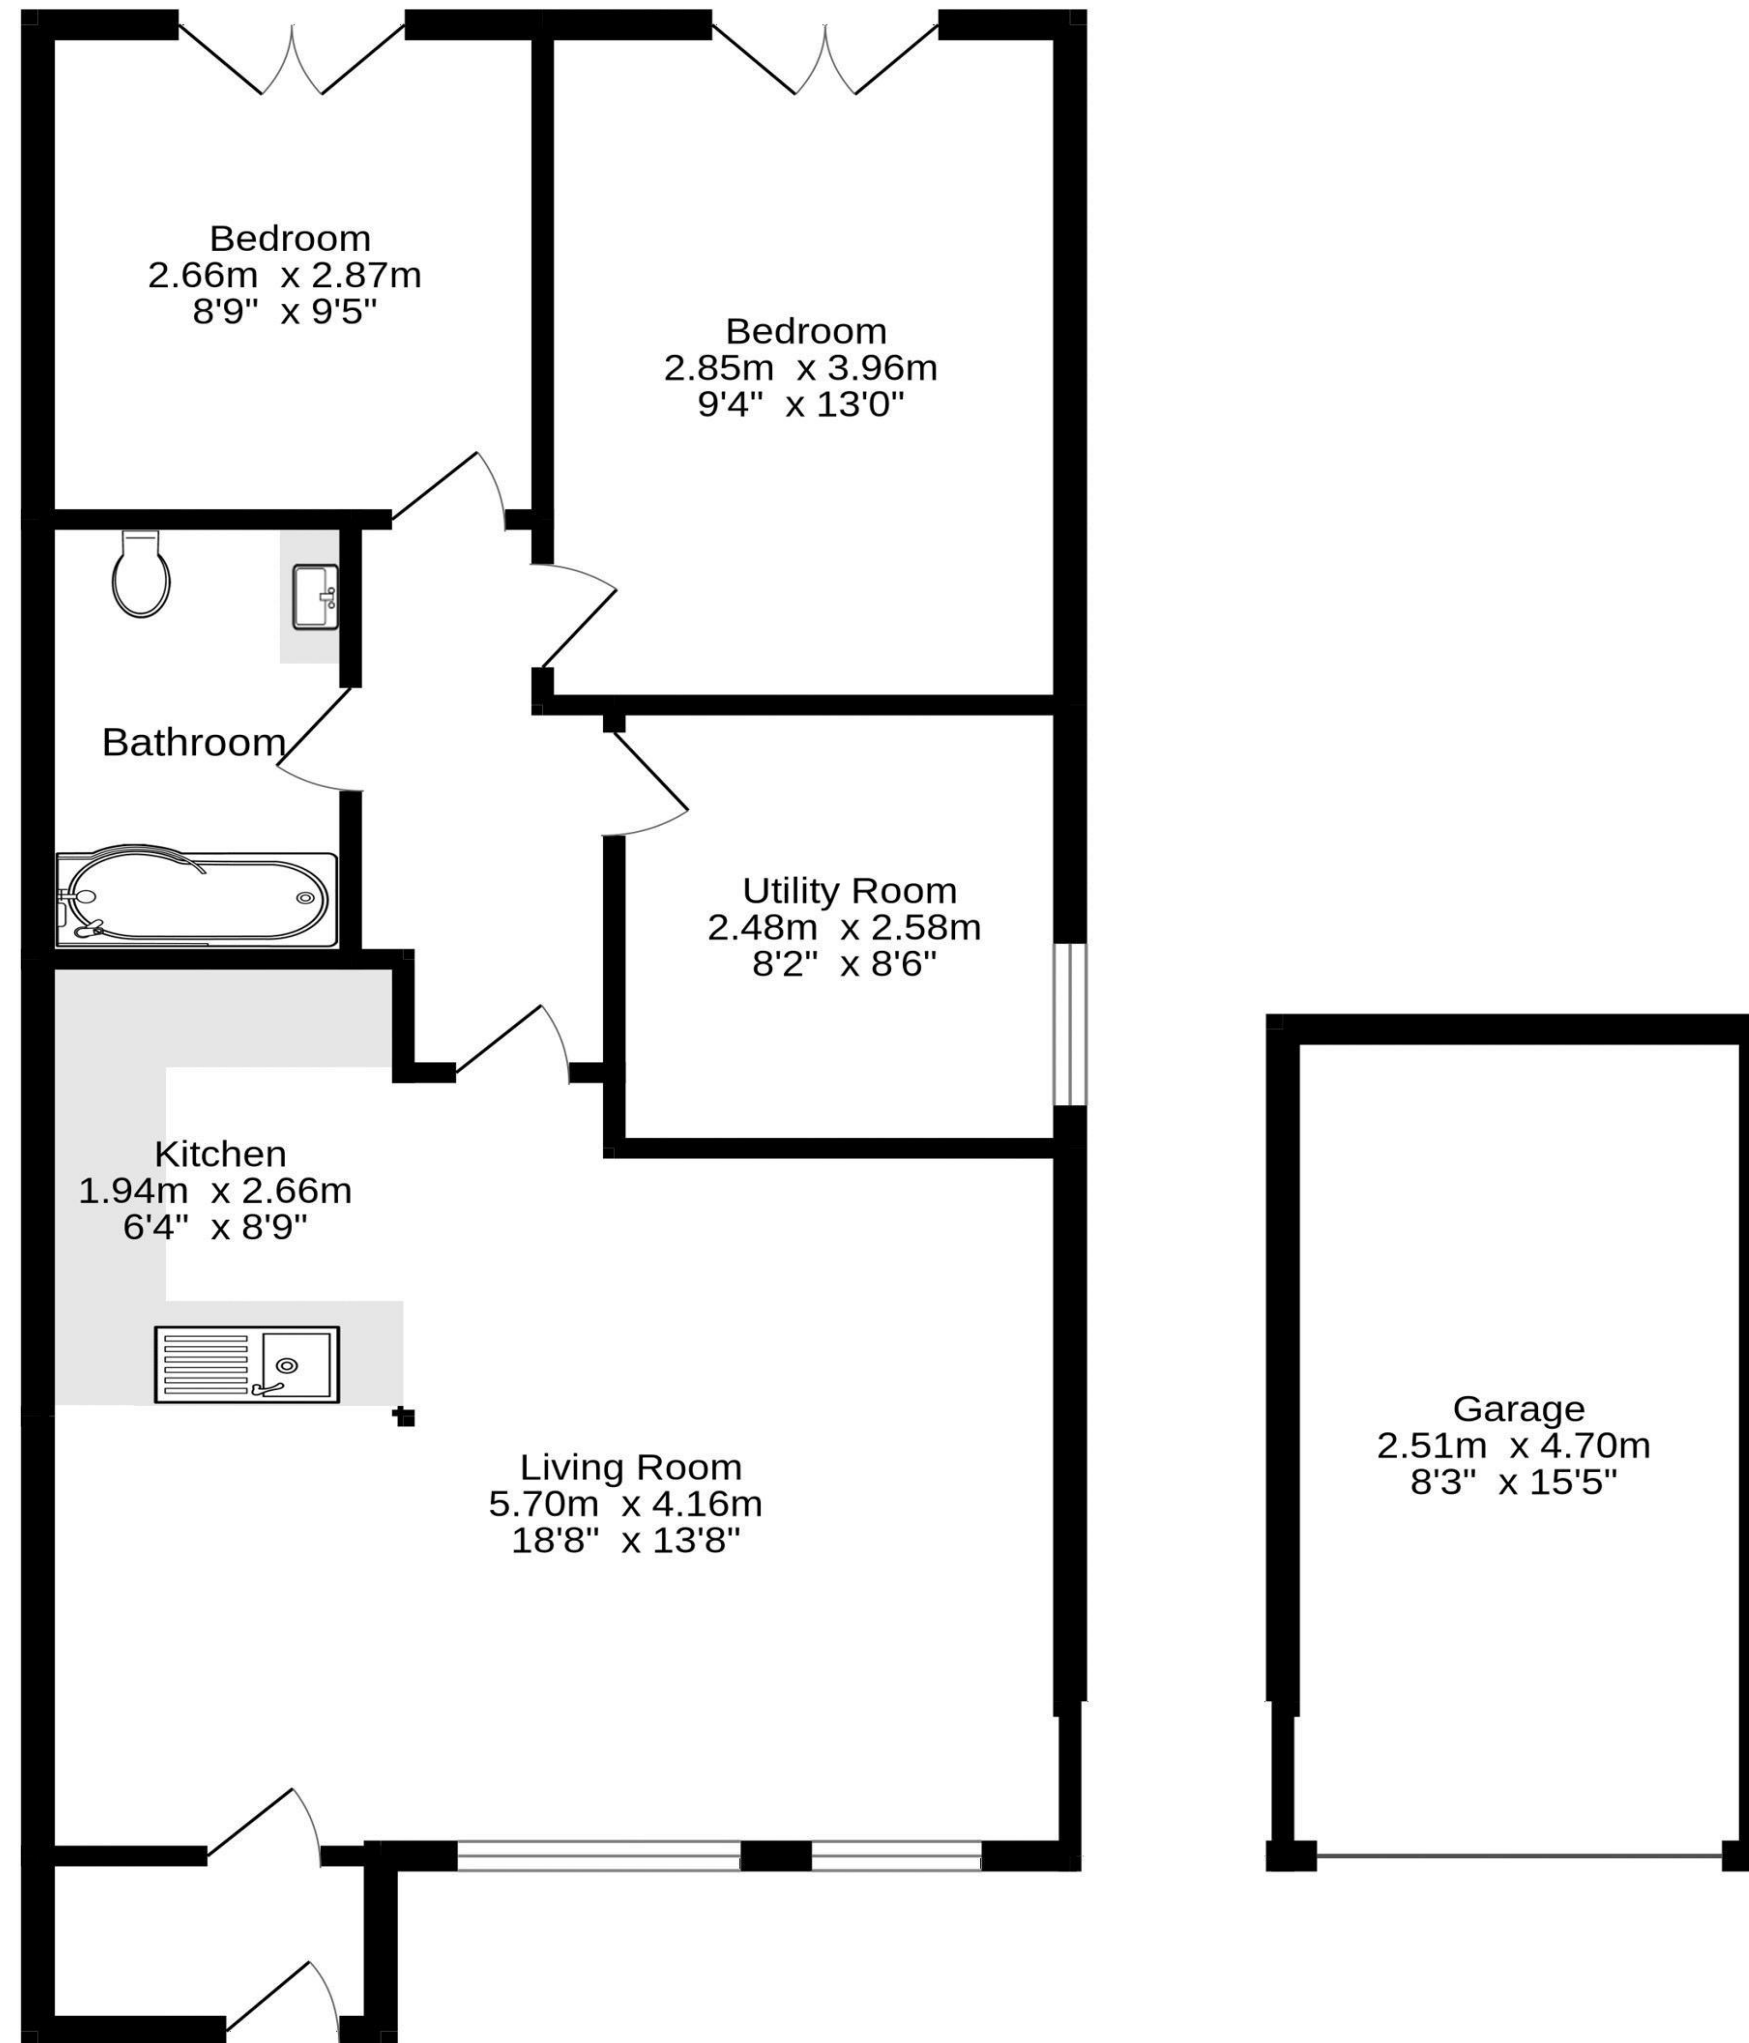 Bedroom
2.66m x 2.87m
8'9" x 9'5"
Bedroom
2.85m x 3.96m
9'4" x 13'0"
Bathroom
Utility Room
2.48m x 2.58m
8'2" x 8'6"
Kitchen
1.94m x 2.66m
6'4" x 8'9"
Living Room
5.70m x 4.16m
18'8" x 13'8"
Garage
2.51m x 4.70m
8'3" x 15'5"